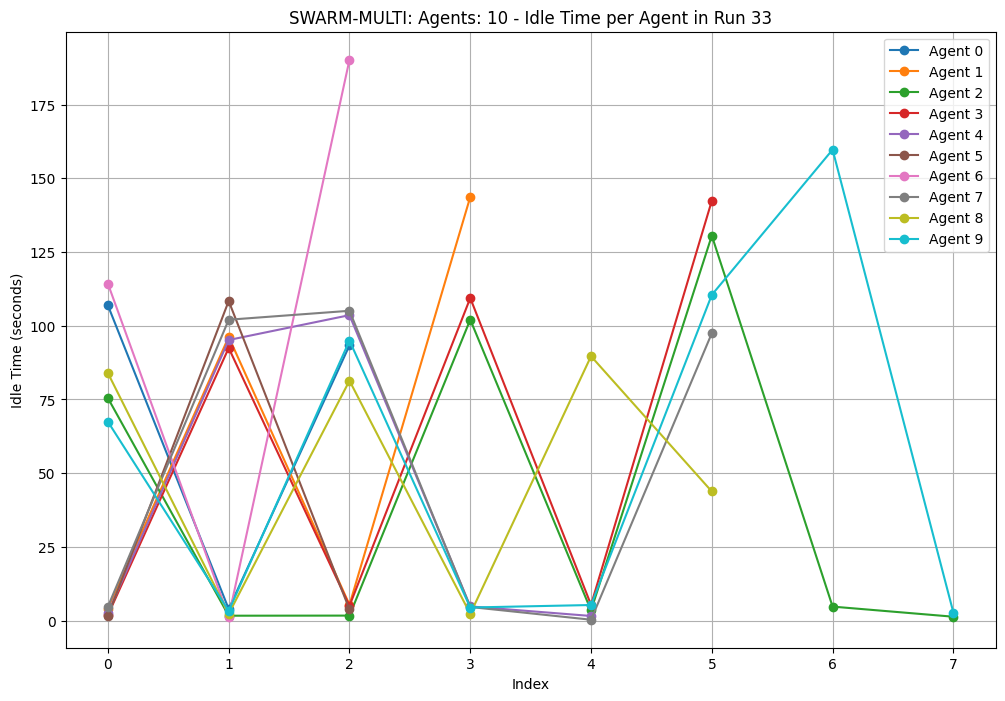 SWARM-MULTI: Agents: 10 - Idle Time per Agent in Run 33
Idle Time (seconds)
175
150
125
100
75
50
25
0
0 1 2 3 4 5 6 7
Index
Agent 0
Agent 1
Agent 2
Agent 3
Agent 4
Agent 5
Agent 6
Agent 7
Agent 8
Agent 9